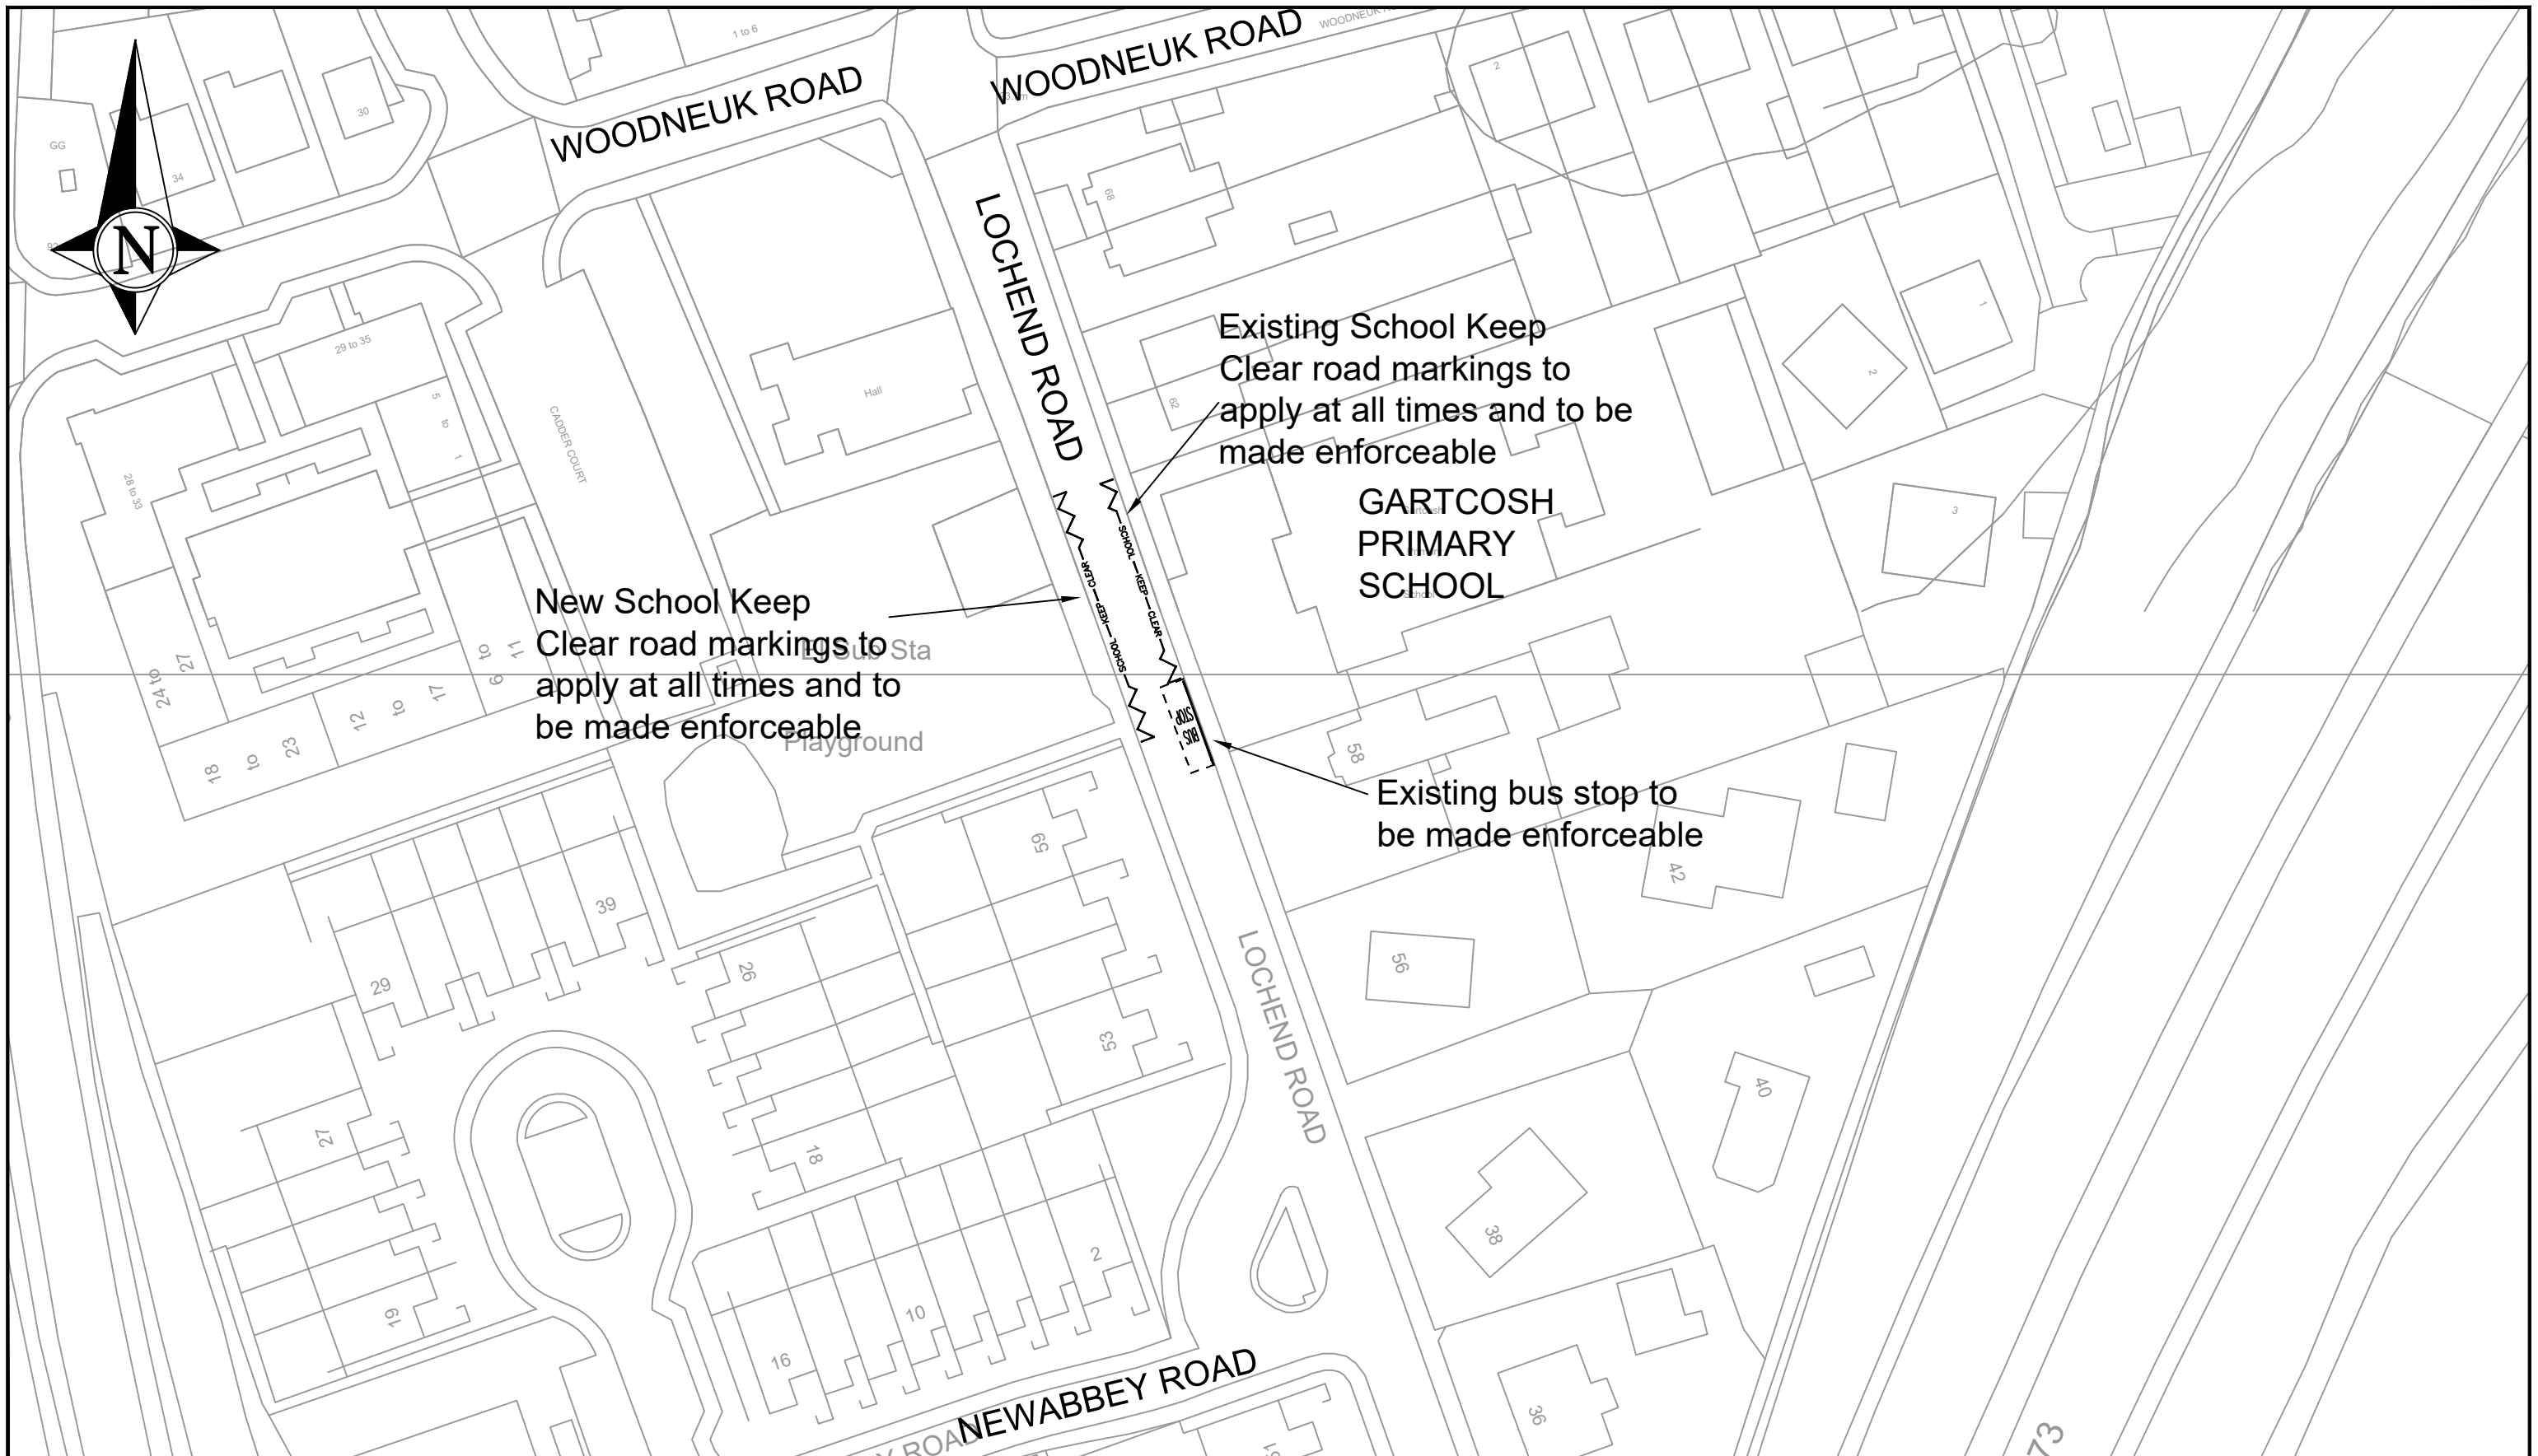 1 to 6
WOODNEUK ROAD
WOODNEUK ROAD
2
30
GG
34
68
N
LOCHEND ROAD
29 to 35
1
2
Existing School Keep
Clear road markings to
apply at all times and to be
made enforceable
Hall
62
5
to
1
CADDER COURT
28 to 33
GARTCOSH
PRIMARY
SCHOOL
3
SCHOOL KEEP CLEAR
SCHOOL KEEP CLEAR
New School Keep
Clear road markings to
apply at all times and to
be made enforceable
El Sub Sta
Playground
11
to
6
24 to
27
17
to
12
23
to
18
BUS
STOP
58
Existing bus stop to
be made enforceable
59
42
39
29
26
56
LOCHEND ROAD
53
40
27
18
38
2
19
10
16
NEWABBEY ROAD
36
73